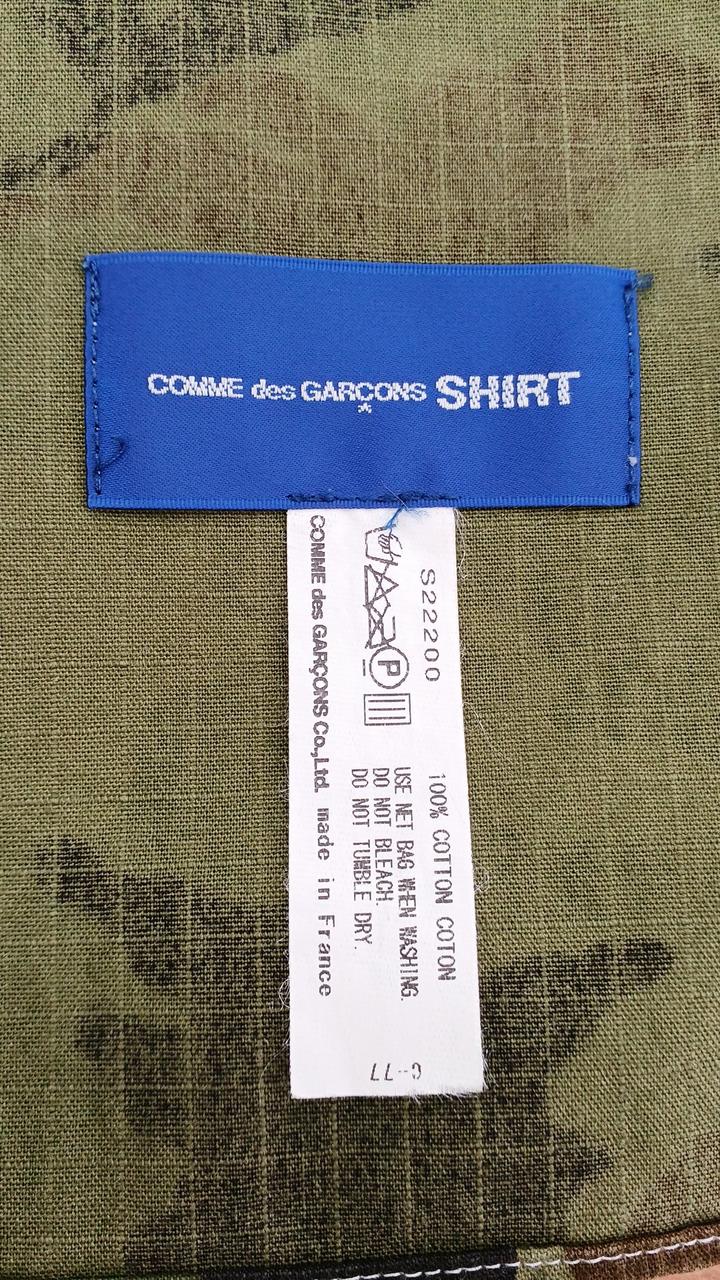 COMME des GARÇONS SHIRT
S22200
100% COTTON COTON
USE NET BAG WHEN WASHING.
DO NOT BLEACH.
DO NOT TUMBLE DRY.
P
COMME des GARÇONS Co.,Ltd. made in France